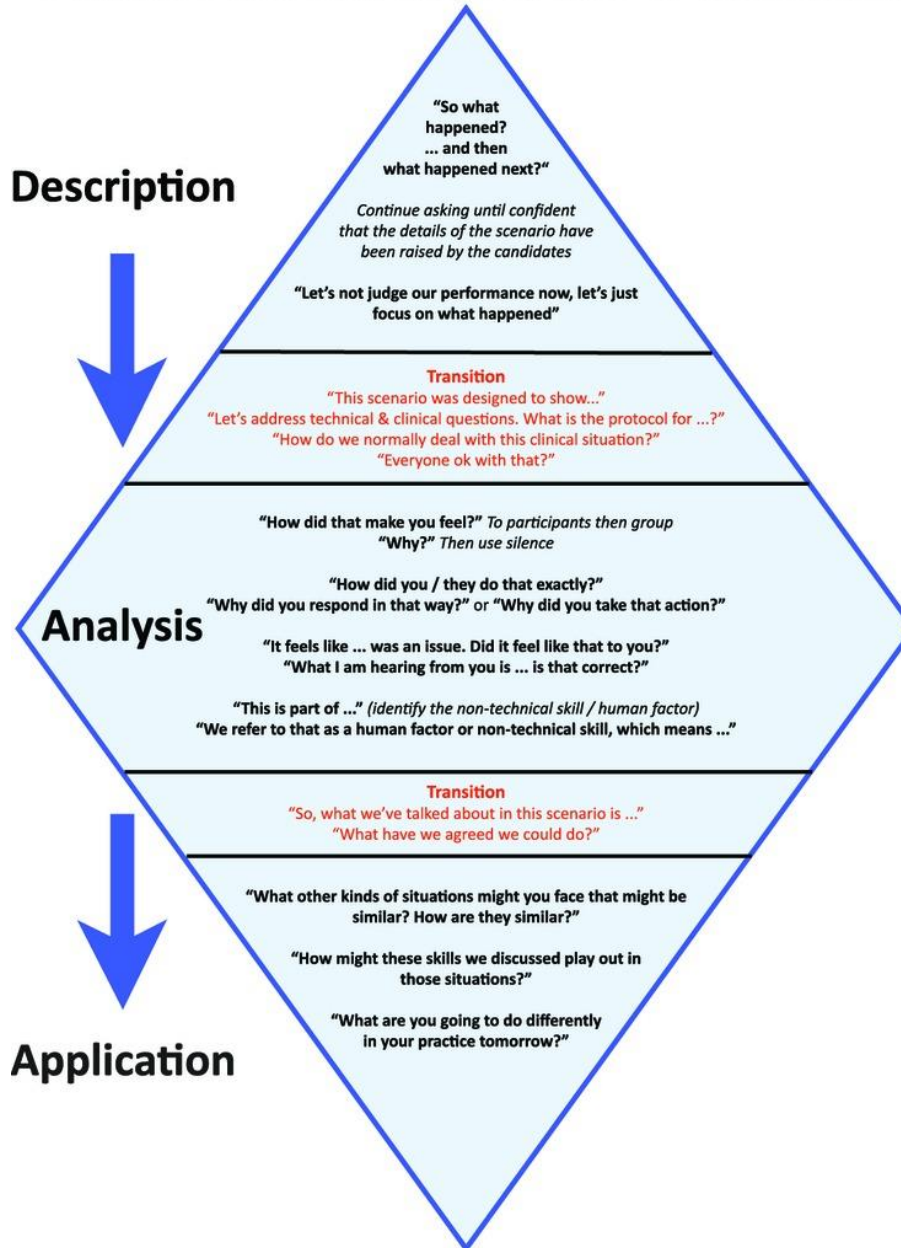 “So what
happened?
... and then
what happened next?“
Description
Continue asking until confident
that the details of the scenario have
been raised by the candidates
“Let’s not judge our performance now, let’s just
focus on what happened”
Transition
“This scenario was designed to show...”
“Let’s address technical & clinical questions. What is the protocol for ...?”
“How do we normally deal with this clinical situation?”
“Everyone ok with that?”
“How did that make you feel?” To participants then group
“Why?” Then use silence
“How did you / they do that exactly?”
“Why did you respond in that way?” or “Why did you take that action?”
Analysis
“It feels like ... was an issue. Did it feel like that to you?”
“What I am hearing from you is ... is that correct?”
“This is part of ...” (identify the non-technical skill / human factor)
“We refer to that as a human factor or non-technical skill, which means ...”
Transition
“So, what we’ve talked about in this scenario is ...”
“What have we agreed we could do?”
“What other kinds of situations might you face that might be
similar? How are they similar?”
“How might these skills we discussed play out in
those situations?”
“What are you going to do differently
in your practice tomorrow?”
Application